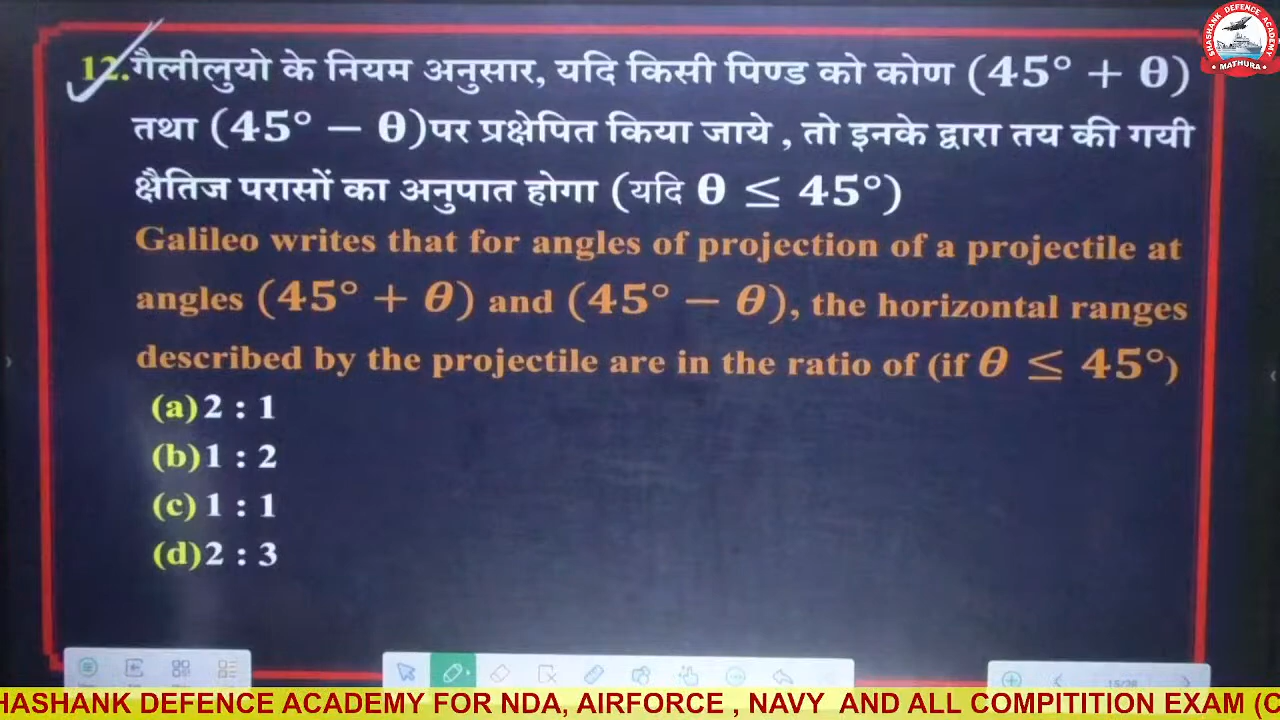 SHASHANK DEFENCE ACADEMY
MATHURA
12.गैलीलुयो के नियम अनुसार, यदि किसी पिण्ड को कोण (45° + θ)
तथा (45° − θ)पर प्रक्षेपित किया जाये , तो इनके द्वारा तय की गयी
क्षैतिज परासों का अनुपात होगा (यदि θ ≤ 45°)
Galileo writes that for angles of projection of a projectile at
angles (45° + θ) and (45° − θ), the horizontal ranges
described by the projectile are in the ratio of (if θ ≤ 45°)
(a) 2 : 1
(b) 1 : 2
(c) 1 : 1
(d) 2 : 3
HASHANK DEFENCE ACADEMY FOR NDA, AIRFORCE , NAVY AND ALL COMPITITION EXAM (C